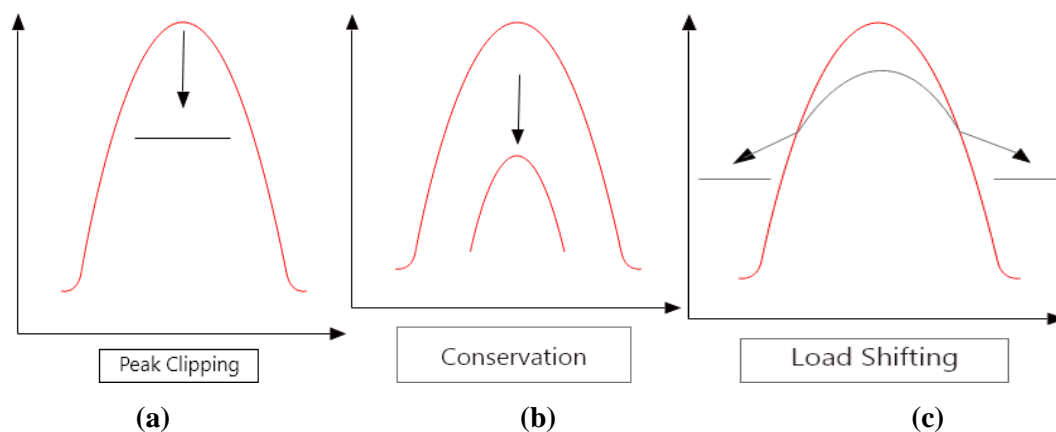 Peak Clipping
Conservation
Load Shifting
(a)
(b)
(c)